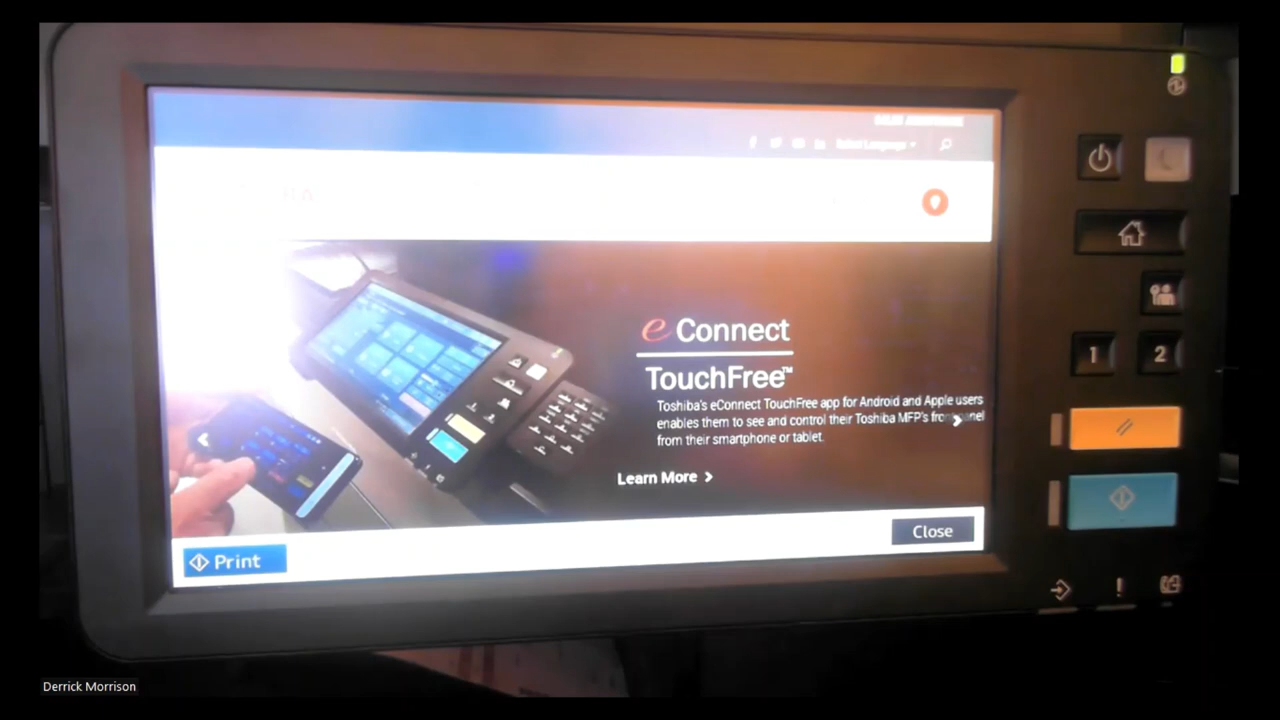 Select Language
e Connect
TouchFree™
Toshiba's eConnect TouchFree app for Android and Apple users
enables them to see and control their Toshiba MFP's front panel
from their smartphone or tablet.
Learn More
Close
Print
1
2
Derrick Morrison